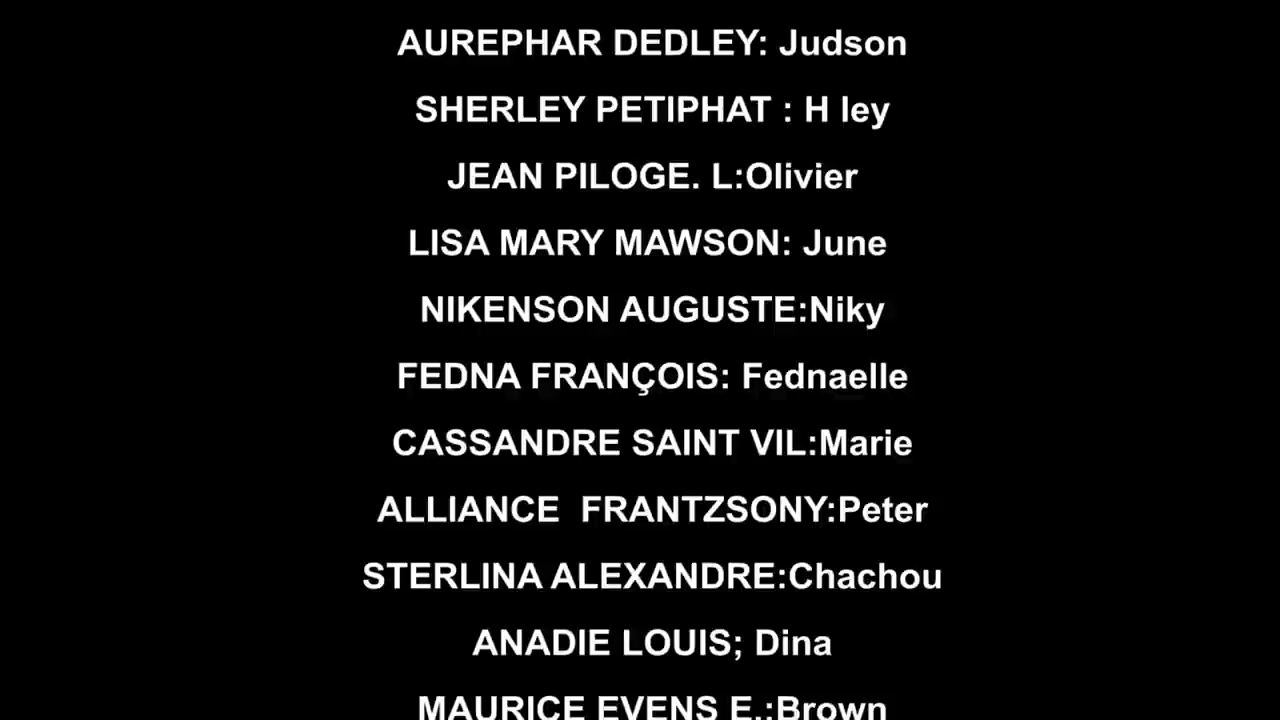 AUREPHAR DEDLEY: Judson
SHERLEY PETIPHAT : H ley
JEAN PILOGE. L:Olivier
LISA MARY MAWSON: June
NIKENSON AUGUSTE:Niky
FEDNA FRANÇOIS: Fednaelle
CASSANDRE SAINT VIL:Marie
ALLIANCE  FRANTZSONY:Peter
STERLINA ALEXANDRE:Chachou
ANADIE LOUIS; Dina
MAURICE EVENS E.:Brown